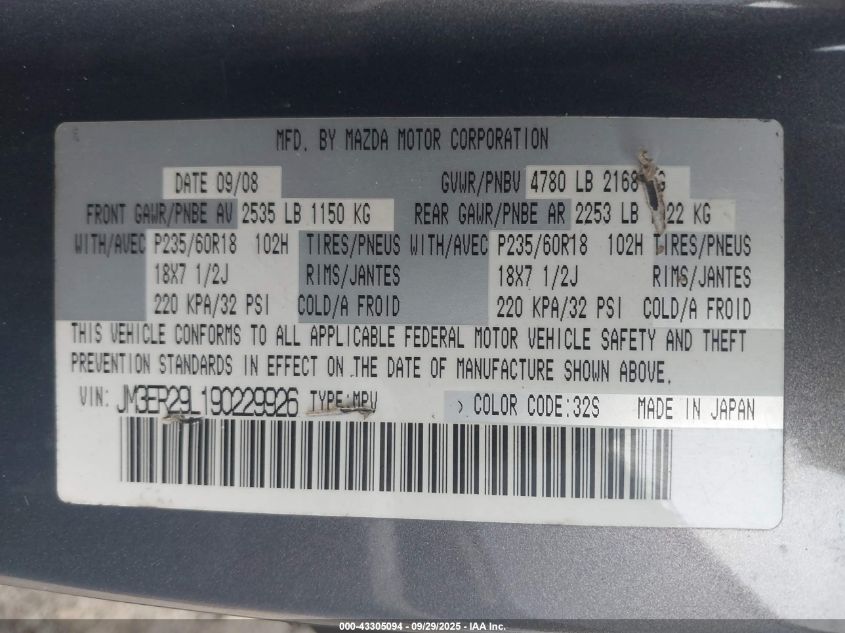 MFD. BY MAZDA MOTOR CORPORATION
DATE 09/08 GVWR/PNBV 4780 LB 2168 KG
FRONT GAWR/PNBE AV 2535 LB 1150 KG REAR GAWR/PNBE AR 2253 LB 22 KG
WITH/AVEC P235/60R18 102H TIRES/PNEUS WITH/AVEC P235/60R18 102H TIRES/PNEUS
18X7 1/2J RIMS/JANTES 18X7 1/2J RIMS/JANTES
220 KPA/32 PSI COLD/A FROID 220 KPA/32 PSI COLD/A FROID
THIS VEHICLE CONFORMS TO ALL APPLICABLE FEDERAL MOTOR VEHICLE SAFETY AND THEFT
PREVENTION STANDARDS IN EFFECT ON THE DATE OF MANUFACTURE SHOWN ABOVE.
VIN: JM3ER29L190229926 TYPE:MPV COLOR CODE:32S MADE IN JAPAN
000-43305094 - 09/29/2025 - IAA Inc.